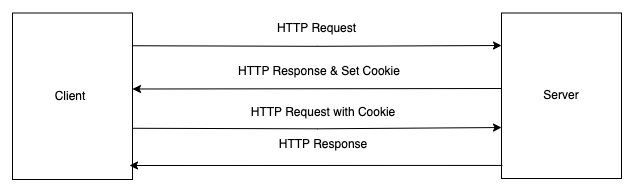 HTTP Request
HTTP Response & Set Cookie
Client
Server
HTTP Request with Cookie
HTTP Response